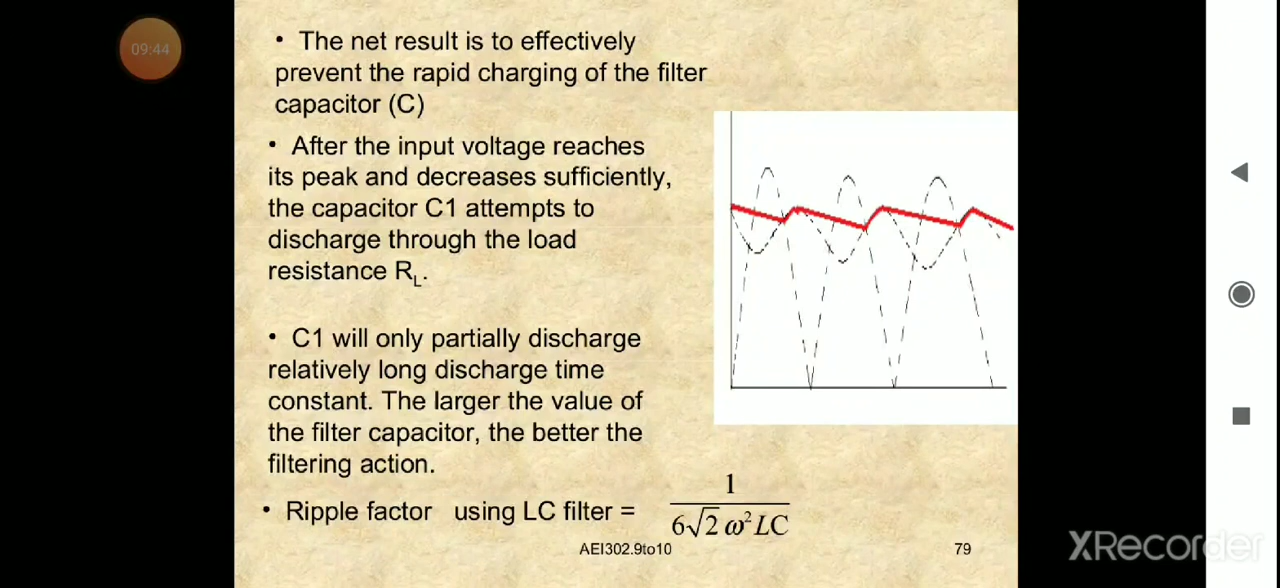 09:44
• The net result is to effectively
prevent the rapid charging of the filter
capacitor (C)
• After the input voltage reaches
its peak and decreases sufficiently,
the capacitor C1 attempts to
discharge through the load
resistance R_L.
• C1 will only partially discharge
relatively long discharge time
constant. The larger the value of
the filter capacitor, the better the
filtering action.
• Ripple factor using LC filter = 1 / (6√2 ω² LC)
AEI302.9to10
79
XRecorder